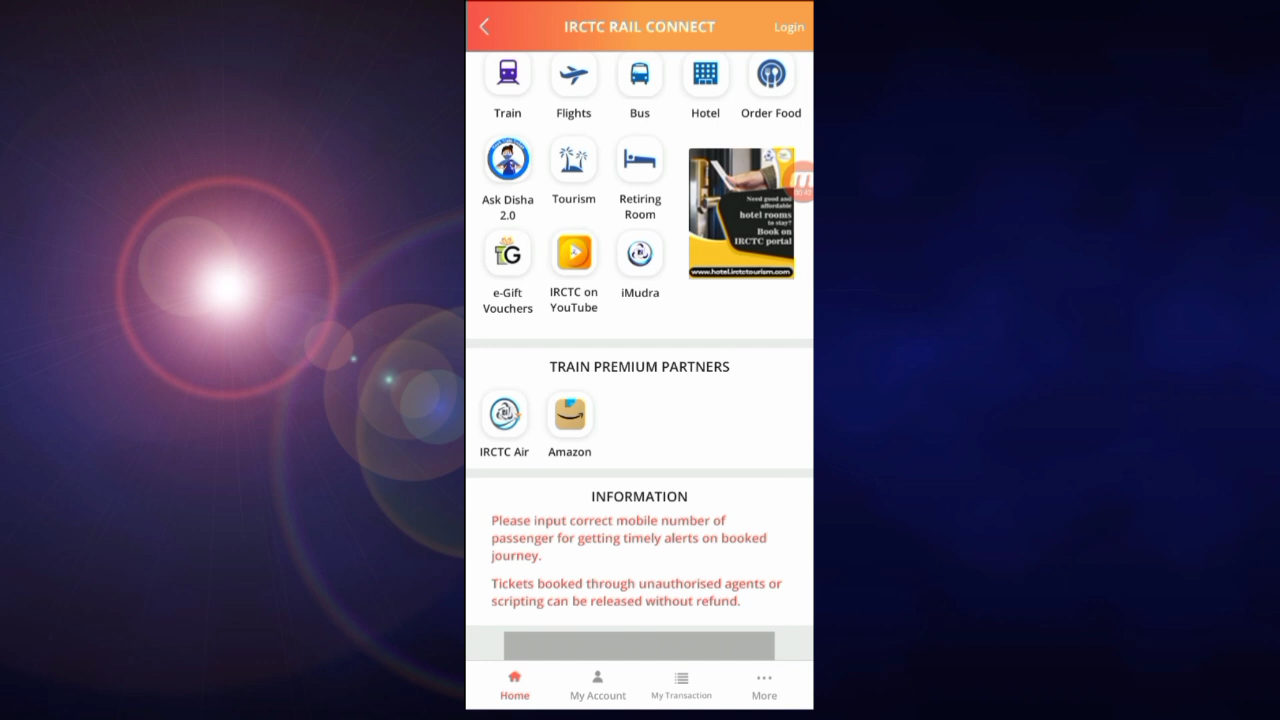 IRCTC RAIL CONNECT
Login
Train
Flights
Bus
Hotel
Order Food
Ask Disha
2.0
Tourism
Retiring
Room
Need good and
affordable
hotel rooms
to stay?
Book on
IRCTC portal
www.hotel.irctctourism.com
e-Gift
Vouchers
IRCTC on
YouTube
iMudra
TRAIN PREMIUM PARTNERS
IRCTC Air
Amazon
INFORMATION
Please input correct mobile number of
passenger for getting timely alerts on booked
journey.
Tickets booked through unauthorised agents or
scripting can be released without refund.
Home
My Account
My Transaction
More